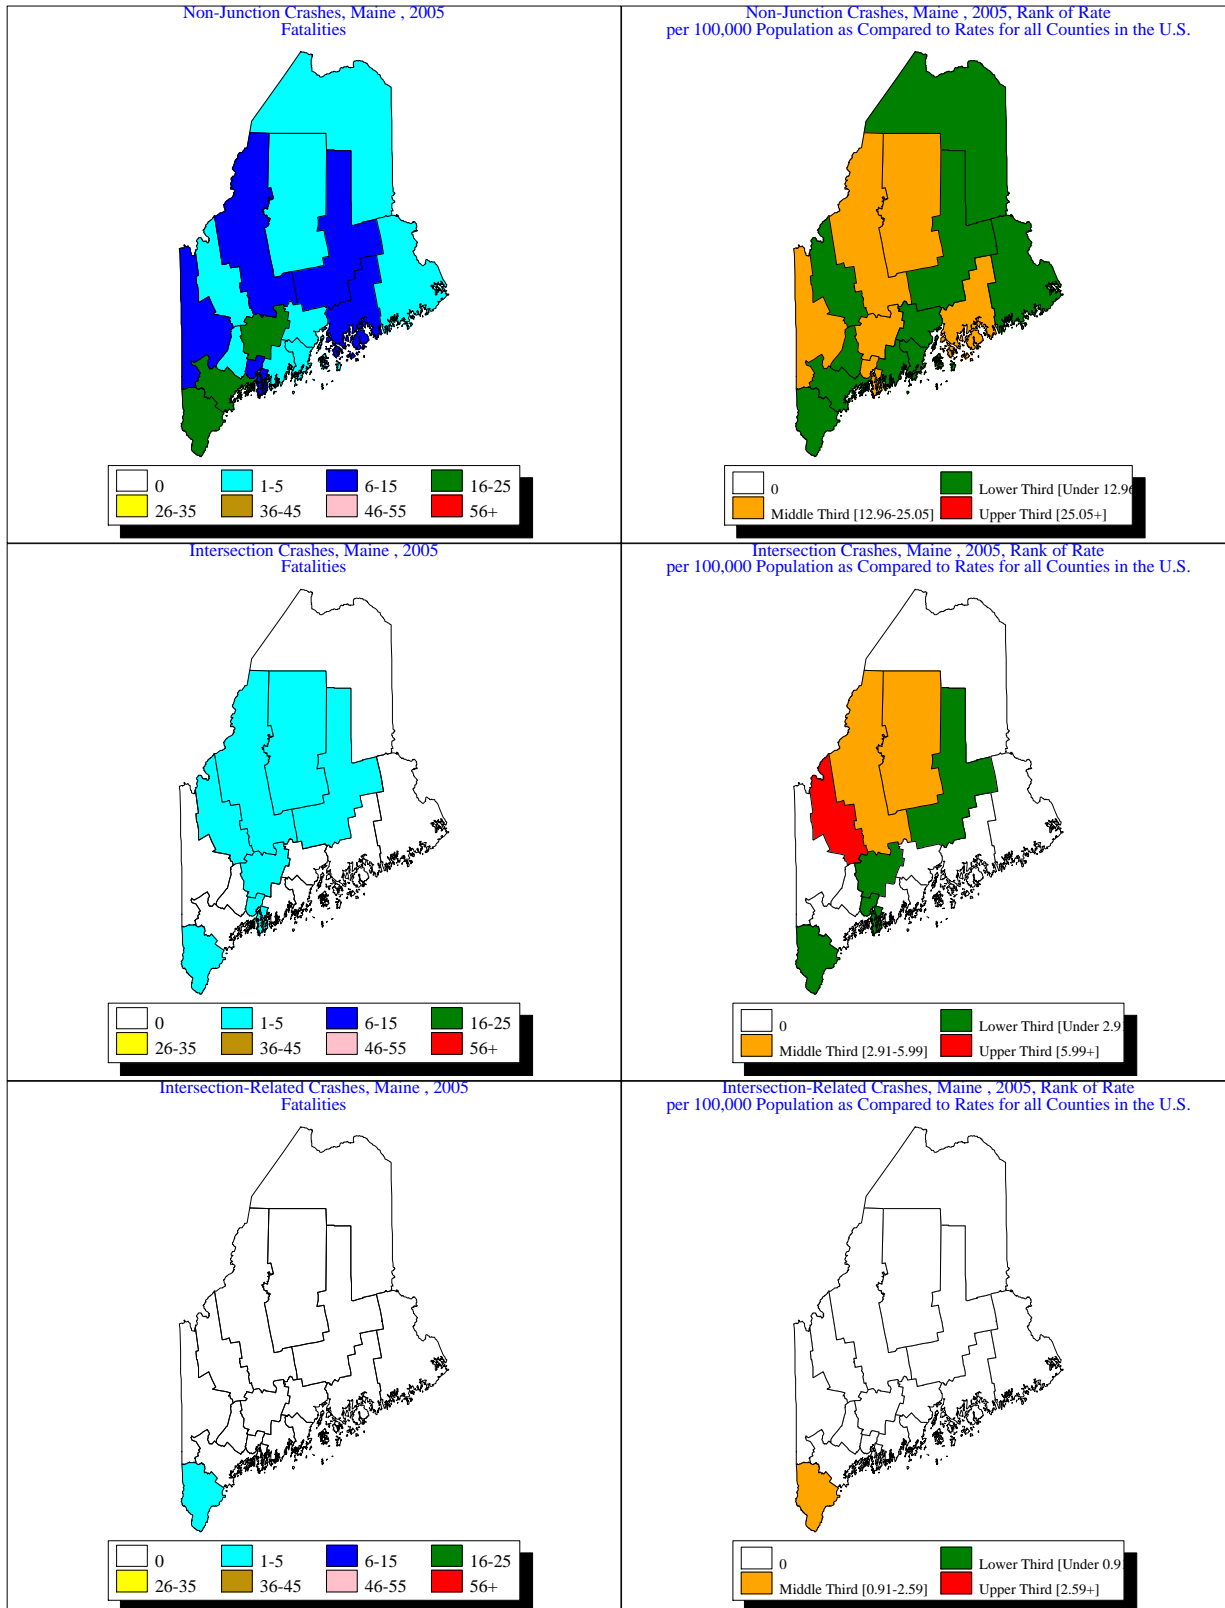 Non-Junction Crashes, Maine , 2005
Fatalities
0
1-5
6-15
16-25
26-35
36-45
46-55
56+
Non-Junction Crashes, Maine , 2005, Rank of Rate
per 100,000 Population as Compared to Rates for all Counties in the U.S.
0
Lower Third [Under 12.96
Middle Third [12.96-25.05]
Upper Third [25.05+]
Intersection Crashes, Maine , 2005
Fatalities
0
1-5
6-15
16-25
26-35
36-45
46-55
56+
Intersection Crashes, Maine , 2005, Rank of Rate
per 100,000 Population as Compared to Rates for all Counties in the U.S.
0
Lower Third [Under 2.91
Middle Third [2.91-5.99]
Upper Third [5.99+]
Intersection-Related Crashes, Maine , 2005
Fatalities
0
1-5
6-15
16-25
26-35
36-45
46-55
56+
Intersection-Related Crashes, Maine , 2005, Rank of Rate
per 100,000 Population as Compared to Rates for all Counties in the U.S.
0
Lower Third [Under 0.91
Middle Third [0.91-2.59]
Upper Third [2.59+]